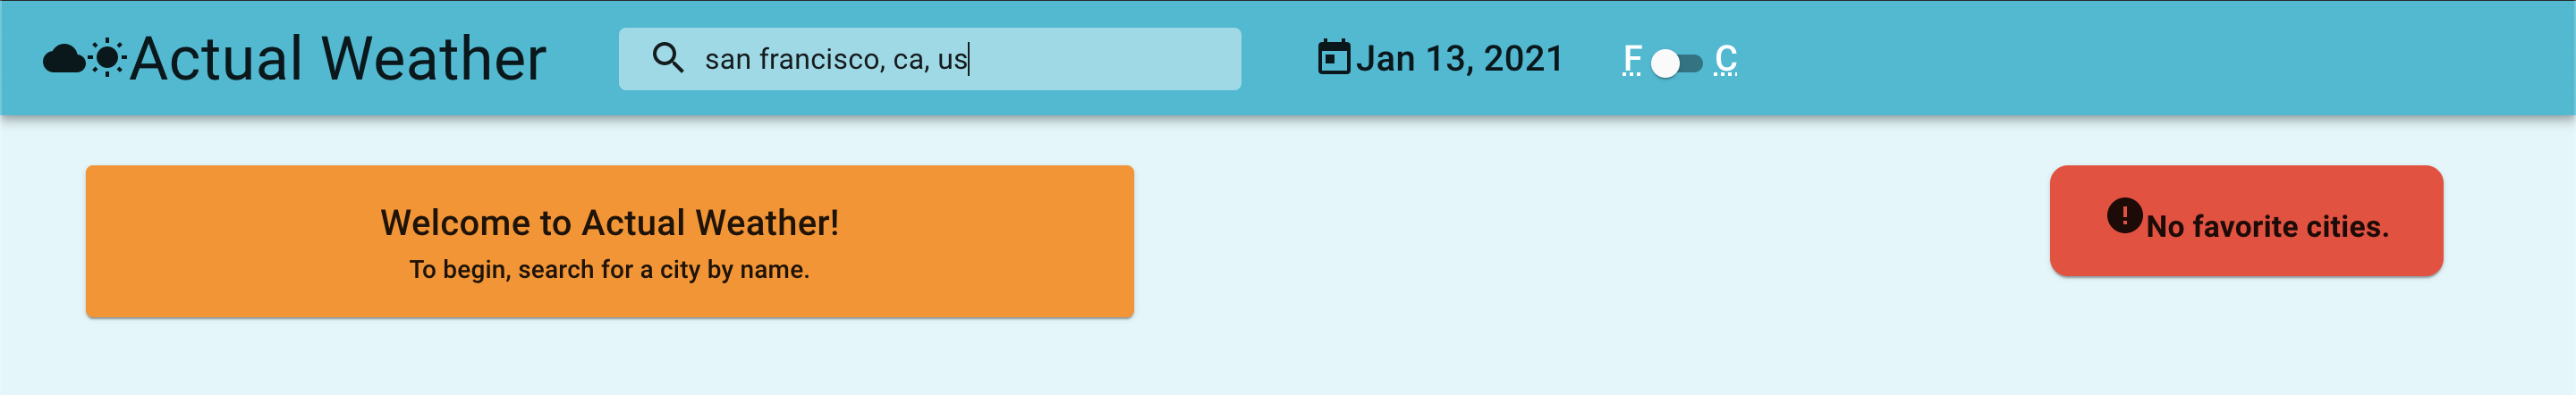 Actual Weather
san francisco, ca, us
Jan 13, 2021
F
C
Welcome to Actual Weather!
To begin, search for a city by name.
No favorite cities.